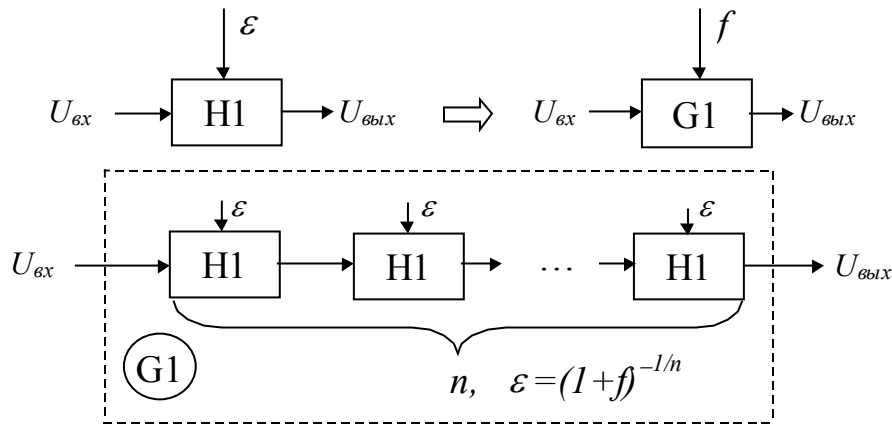 ε f
U_вх H1 U_вых ⇨ U_вх G1 U_вых
ε ε ε
U_вх H1 H1 ... H1 U_вых
G1 n, ε=(1+f)^{–1/n}